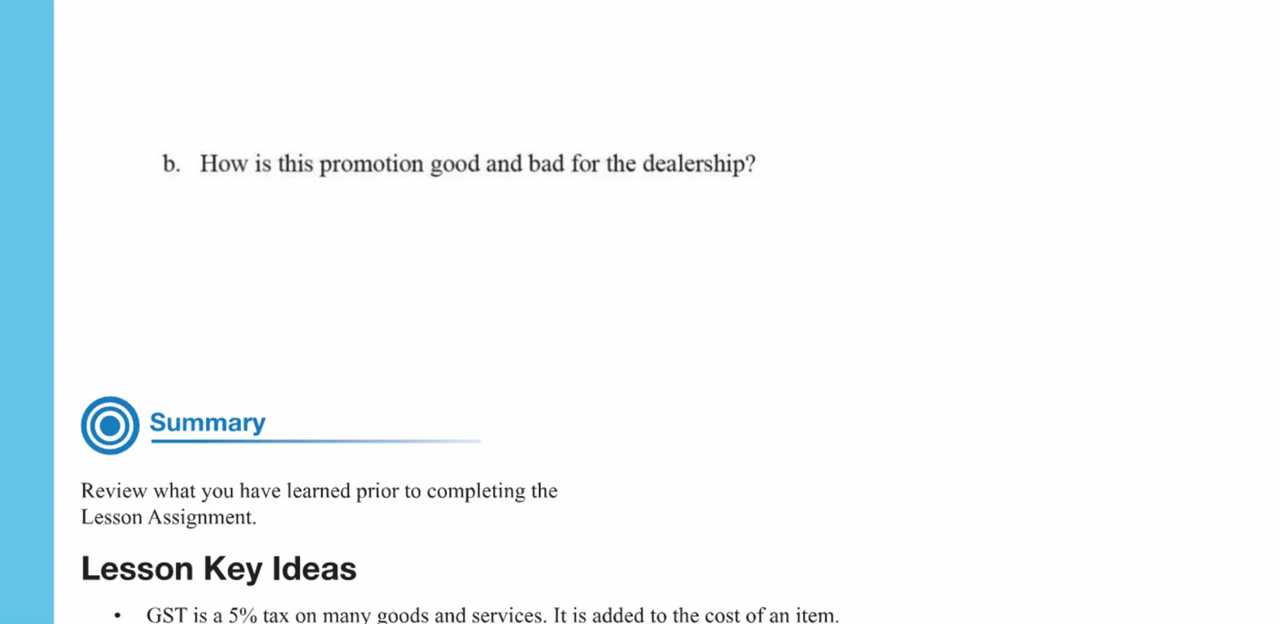 b. How is this promotion good and bad for the dealership?
Summary
Review what you have learned prior to completing the
Lesson Assignment.
Lesson Key Ideas
• GST is a 5% tax on many goods and services. It is added to the cost of an item.